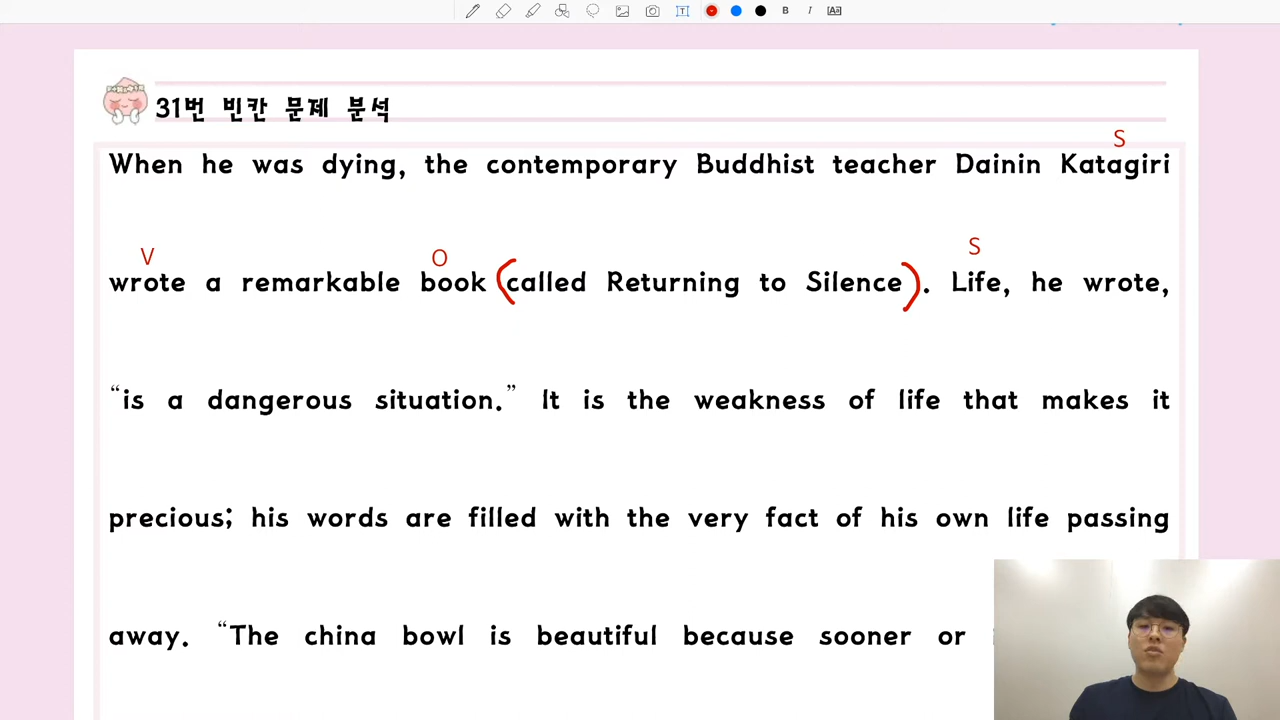 B I Aa
31번 빈칸 문제 분석
S
When he was dying, the contemporary Buddhist teacher Dainin Katagiri
V O S
wrote a remarkable book (called Returning to Silence). Life, he wrote,
“is a dangerous situation.” It is the weakness of life that makes it
precious; his words are filled with the very fact of his own life passing
away. “The china bowl is beautiful because sooner or